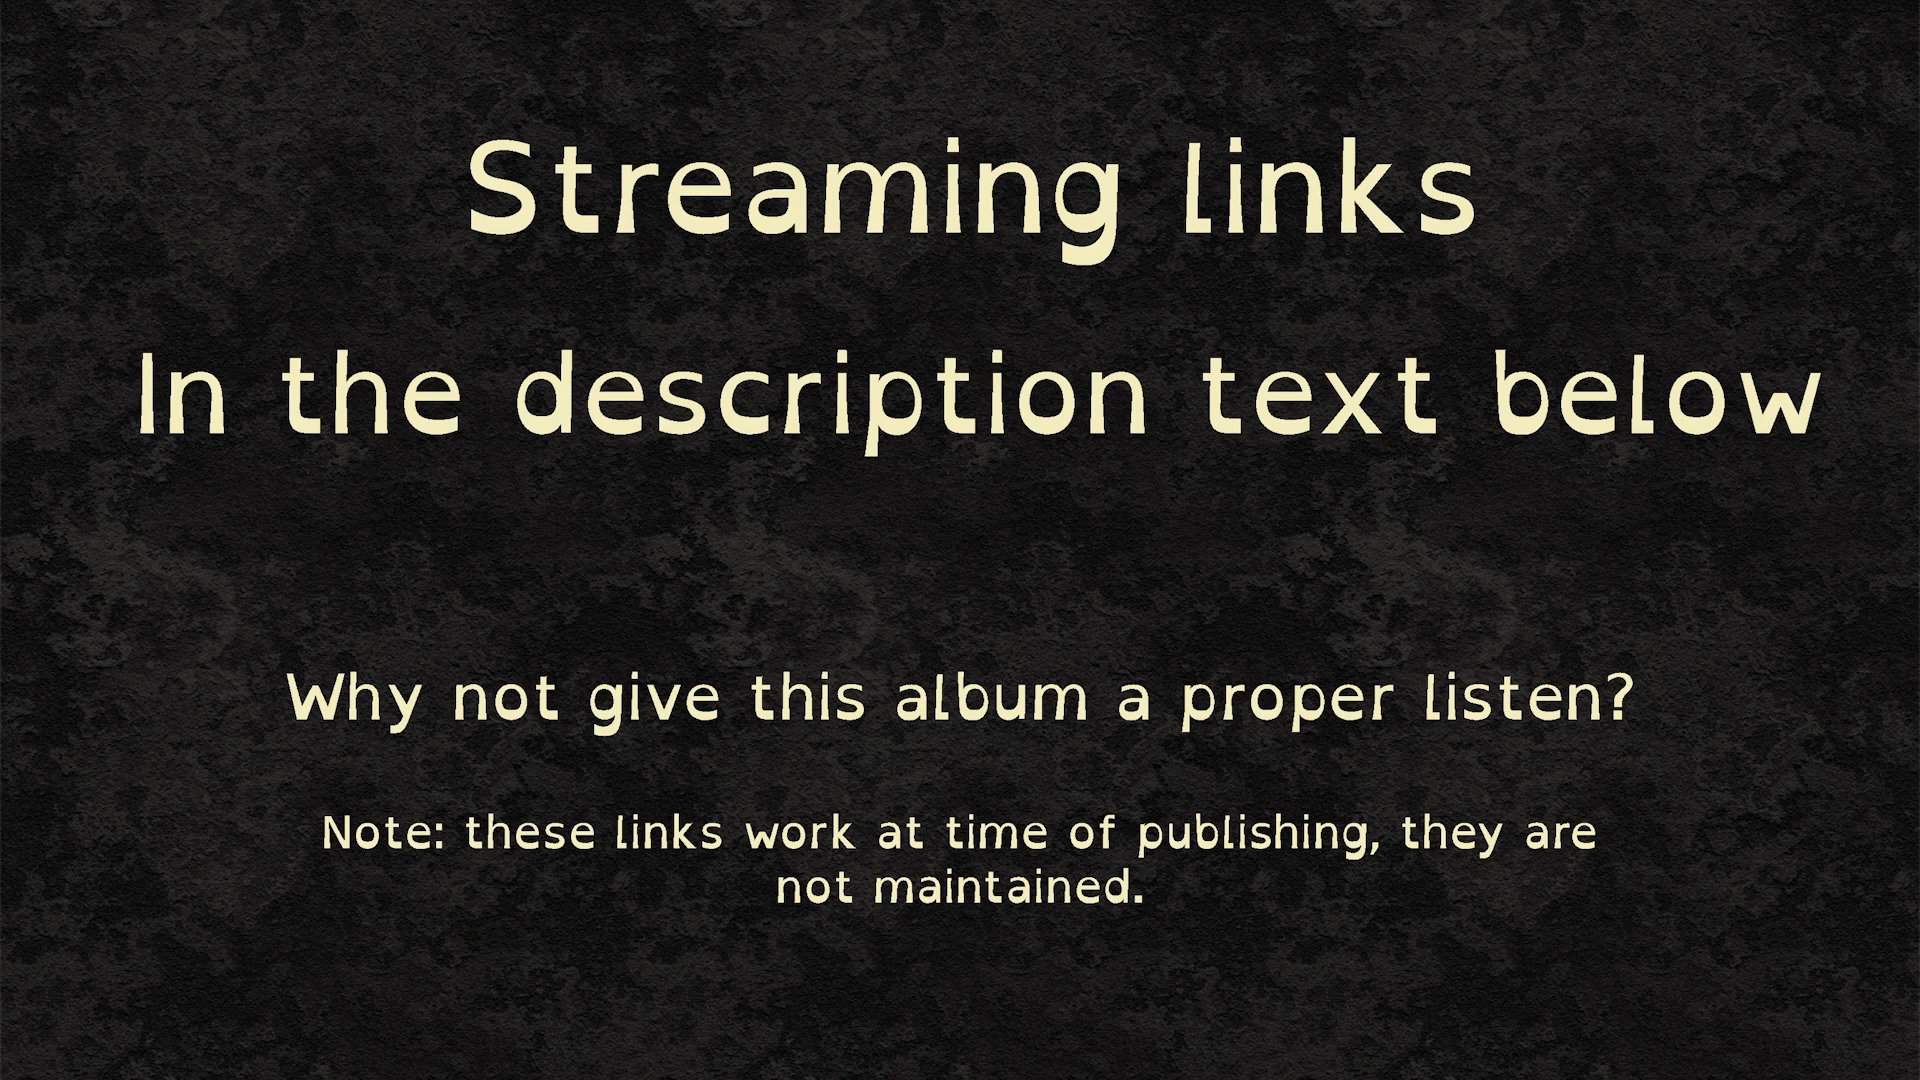 Streaming links
In the description text below
Why not give this album a proper listen?
Note: these links work at time of publishing, they are
not maintained.